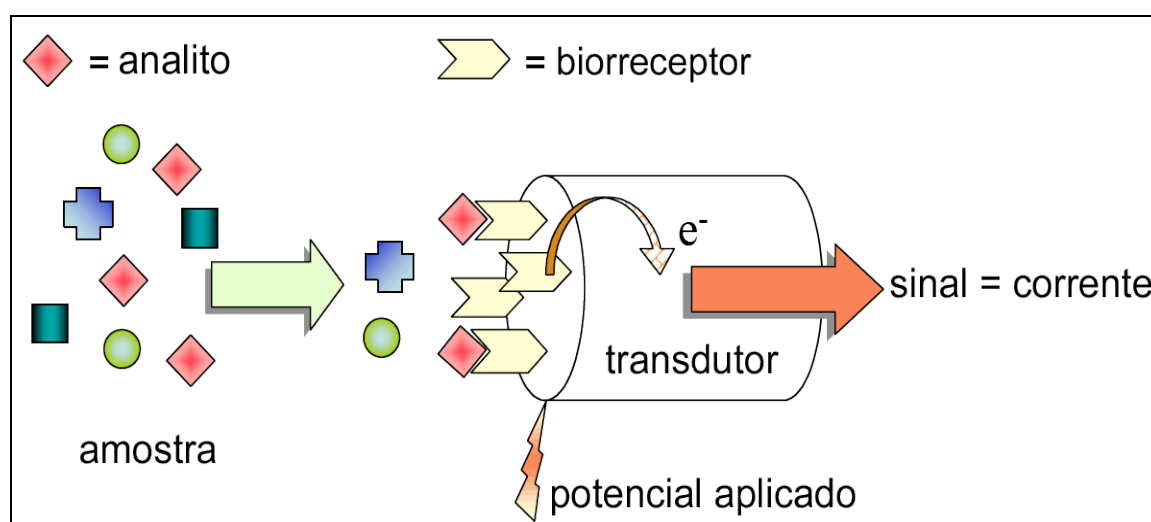 = analito
= biorreceptor
e-
sinal = corrente
transdutor
amostra
potencial aplicado